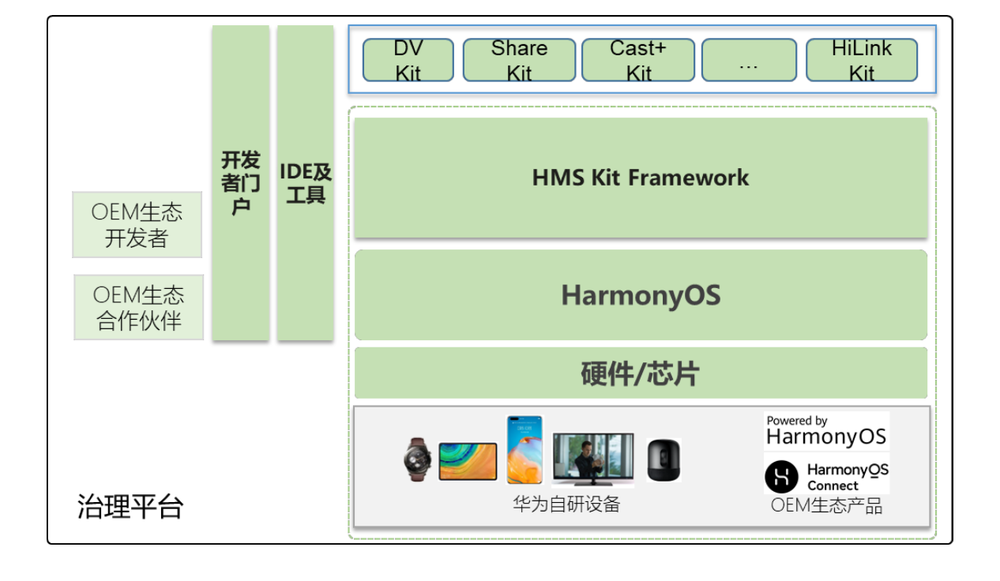 DV
Kit
Share
Kit
Cast+
Kit
...
HiLink
Kit
开发
者门
户
IDE及
工具
HMS Kit Framework
OEM生态
开发者
OEM生态
合作伙伴
HarmonyOS
硬件/芯片
Powered by
HarmonyOS
HarmonyOS
Connect
华为自研设备
OEM生态产品
治理平台